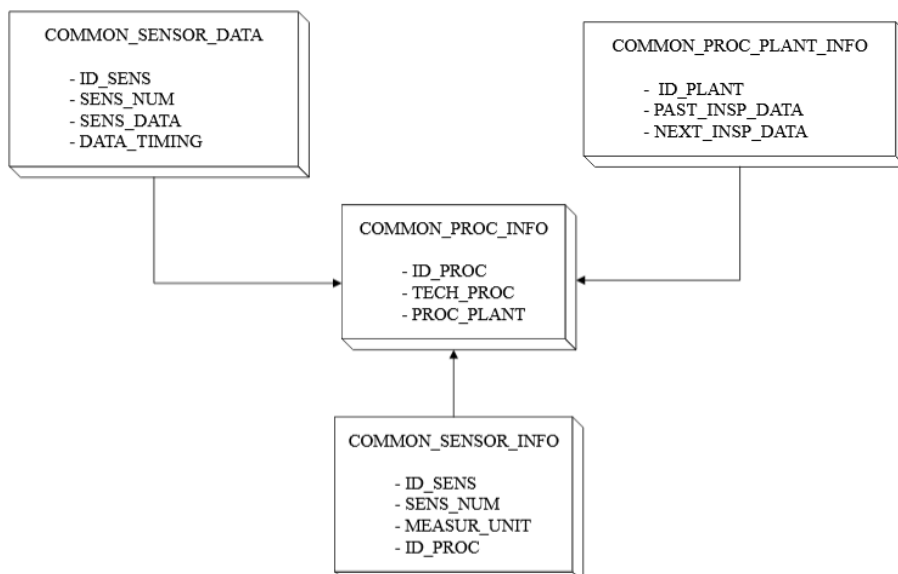 COMMON_SENSOR_DATA
- ID_SENS
- SENS_NUM
- SENS_DATA
- DATA_TIMING
COMMON_PROC_PLANT_INFO
- ID_PLANT
- PAST_INSP_DATA
- NEXT_INSP_DATA
COMMON_PROC_INFO
- ID_PROC
- TECH_PROC
- PROC_PLANT
COMMON_SENSOR_INFO
- ID_SENS
- SENS_NUM
- MEASUR_UNIT
- ID_PROC